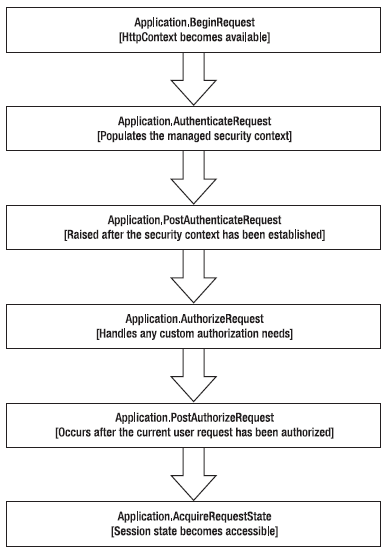 Application.BeginRequest
[HttpContext becomes available]
Application.AuthenticateRequest
[Populates the managed security context]
Application.PostAuthenticateRequest
[Raised after the security context has been established]
Application.AuthorizeRequest
[Handles any custom authorization needs]
Application.PostAuthorizeRequest
[Occurs after the current user request has been authorized]
Application.AcquireRequestState
[Session state becomes accessible]